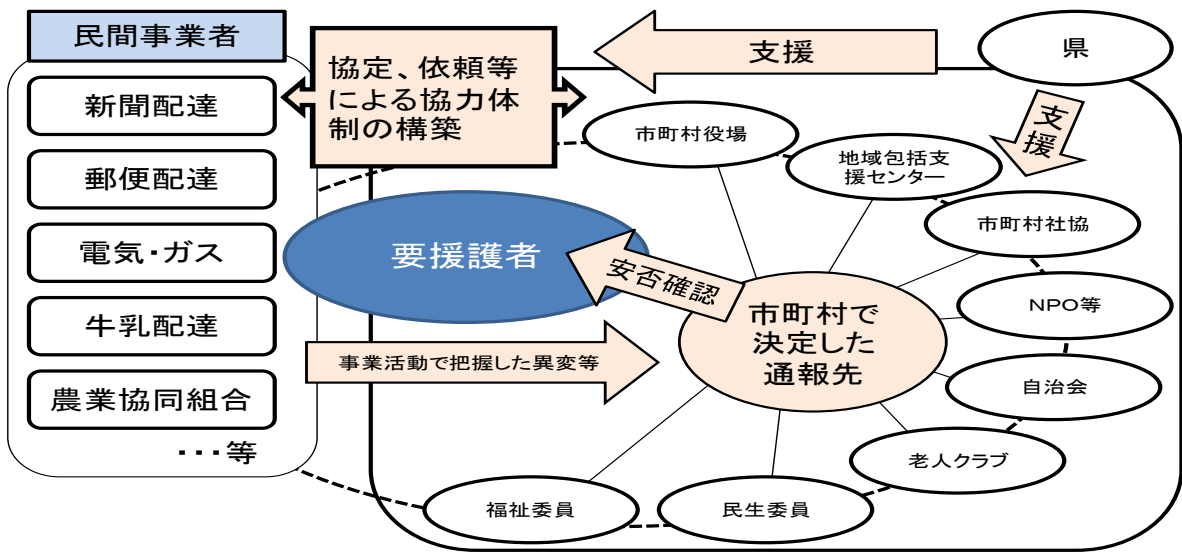 民間事業者
新聞配達
郵便配達
電気・ガス
牛乳配達
農業協同組合
・・・等
協定、依頼等
による協力体
制の構築
支援
県
支援
市町村役場
地域包括支
援センター
市町村社協
NPO等
自治会
老人クラブ
民生委員
福祉委員
要援護者
安否確認
市町村で
決定した
通報先
事業活動で把握した異変等